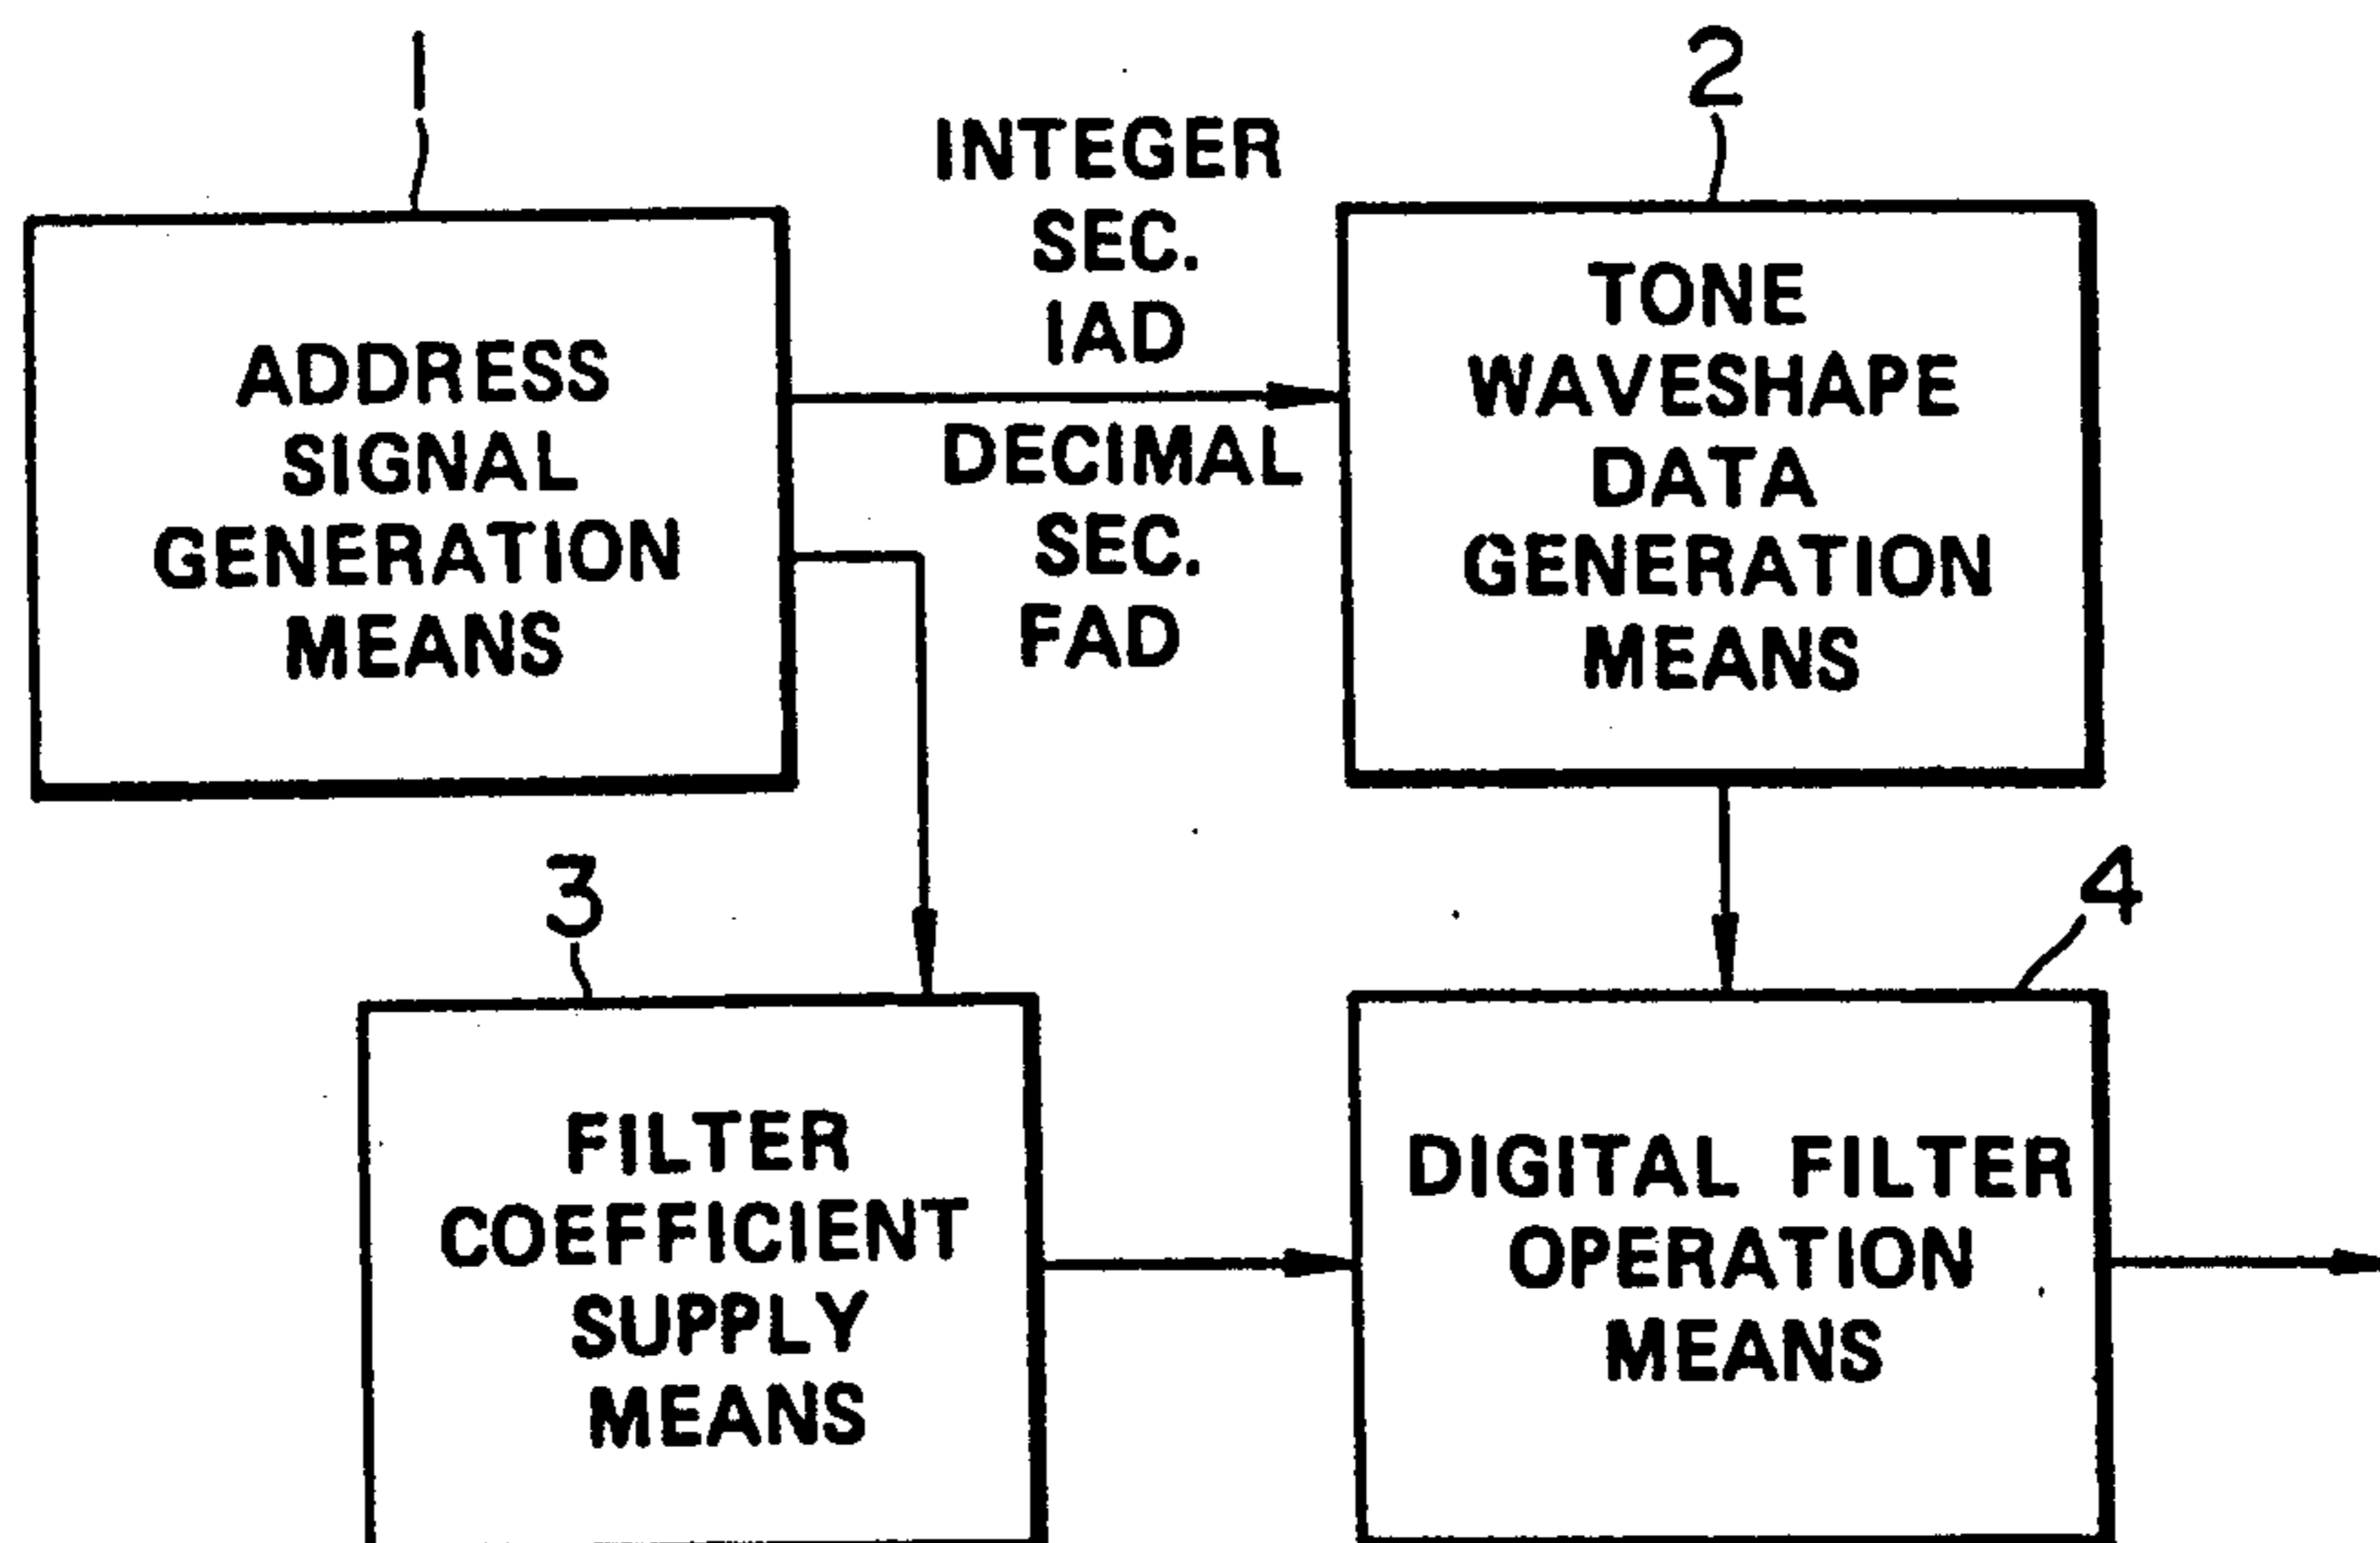 1
2
INTEGER
SEC.
IAD
ADDRESS
SIGNAL
GENERATION
MEANS
DECIMAL
SEC.
FAD
TONE
WAVESHAPE
DATA
GENERATION
MEANS
3
4
FILTER
COEFFICIENT
SUPPLY
MEANS
DIGITAL FILTER
OPERATION
MEANS